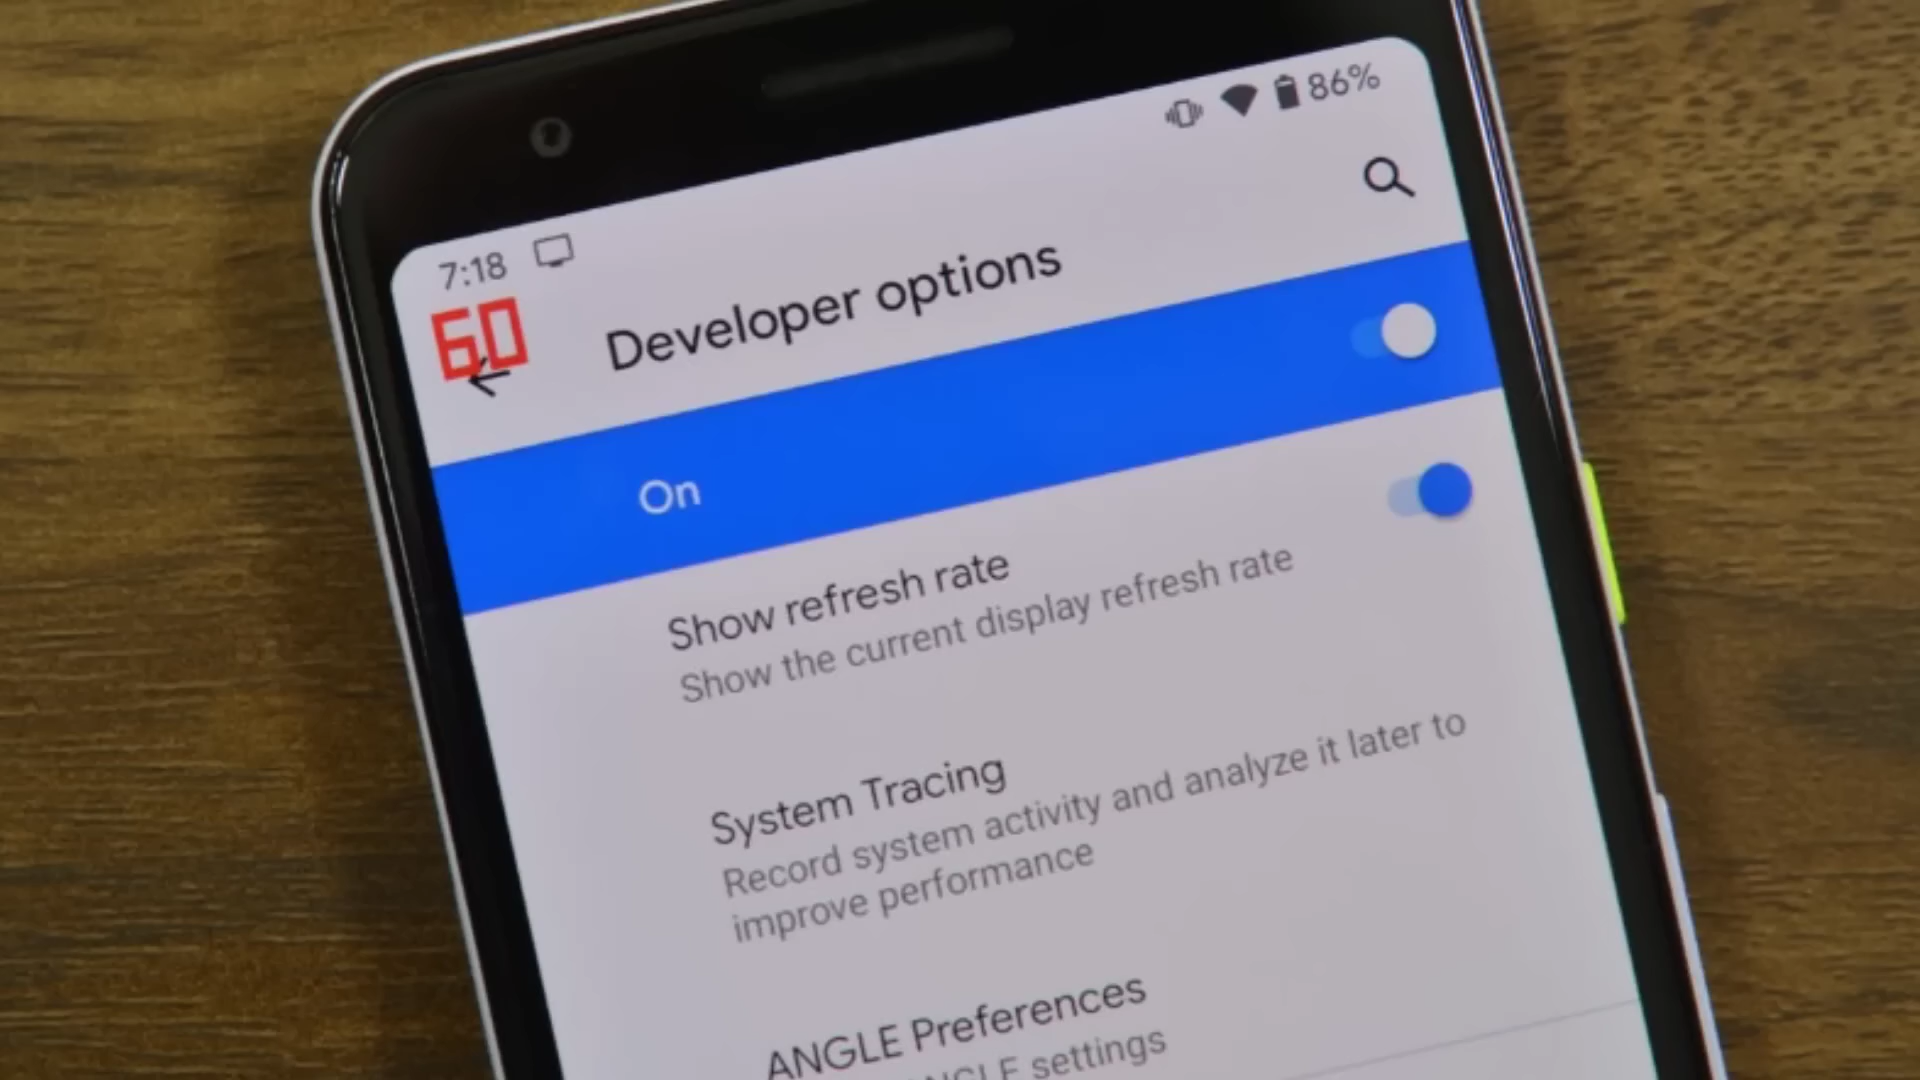 86%
7:18
60
Developer options
On
Show refresh rate
Show the current display refresh rate
System Tracing
Record system activity and analyze it later to
improve performance
ANGLE Preferences
settings